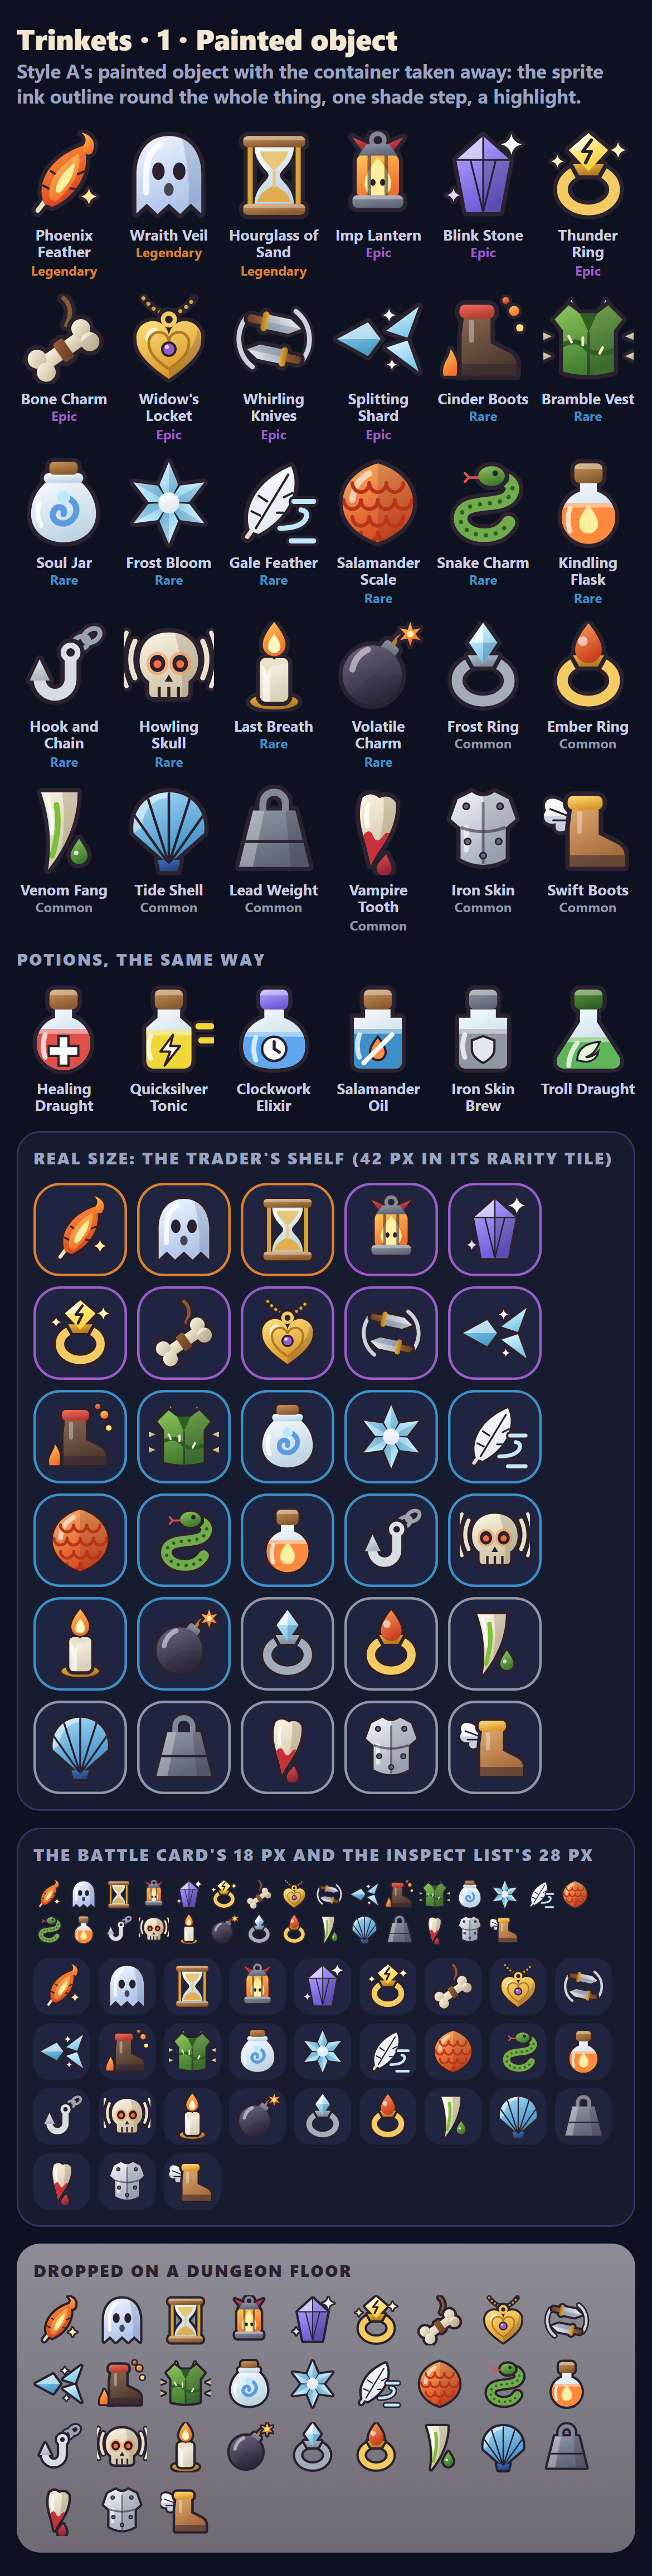 Trinkets · 1 · Painted object
Style A's painted object with the container taken away: the sprite
ink outline round the whole thing, one shade step, a highlight.
Phoenix Feather
Legendary
Wraith Veil
Legendary
Hourglass of Sand
Legendary
Imp Lantern
Epic
Blink Stone
Epic
Thunder Ring
Epic
Bone Charm
Epic
Widow's Locket
Epic
Whirling Knives
Epic
Splitting Shard
Epic
Cinder Boots
Rare
Bramble Vest
Rare
Soul Jar
Rare
Frost Bloom
Rare
Gale Feather
Rare
Salamander Scale
Rare
Snake Charm
Rare
Kindling Flask
Rare
Hook and Chain
Rare
Howling Skull
Rare
Last Breath
Rare
Volatile Charm
Rare
Frost Ring
Common
Ember Ring
Common
Venom Fang
Common
Tide Shell
Common
Lead Weight
Common
Vampire Tooth
Common
Iron Skin
Common
Swift Boots
Common
POTIONS, THE SAME WAY
Healing Draught
Quicksilver Tonic
Clockwork Elixir
Salamander Oil
Iron Skin Brew
Troll Draught
REAL SIZE: THE TRADER'S SHELF (42 PX IN ITS RARITY TILE)
THE BATTLE CARD'S 18 PX AND THE INSPECT LIST'S 28 PX
DROPPED ON A DUNGEON FLOOR